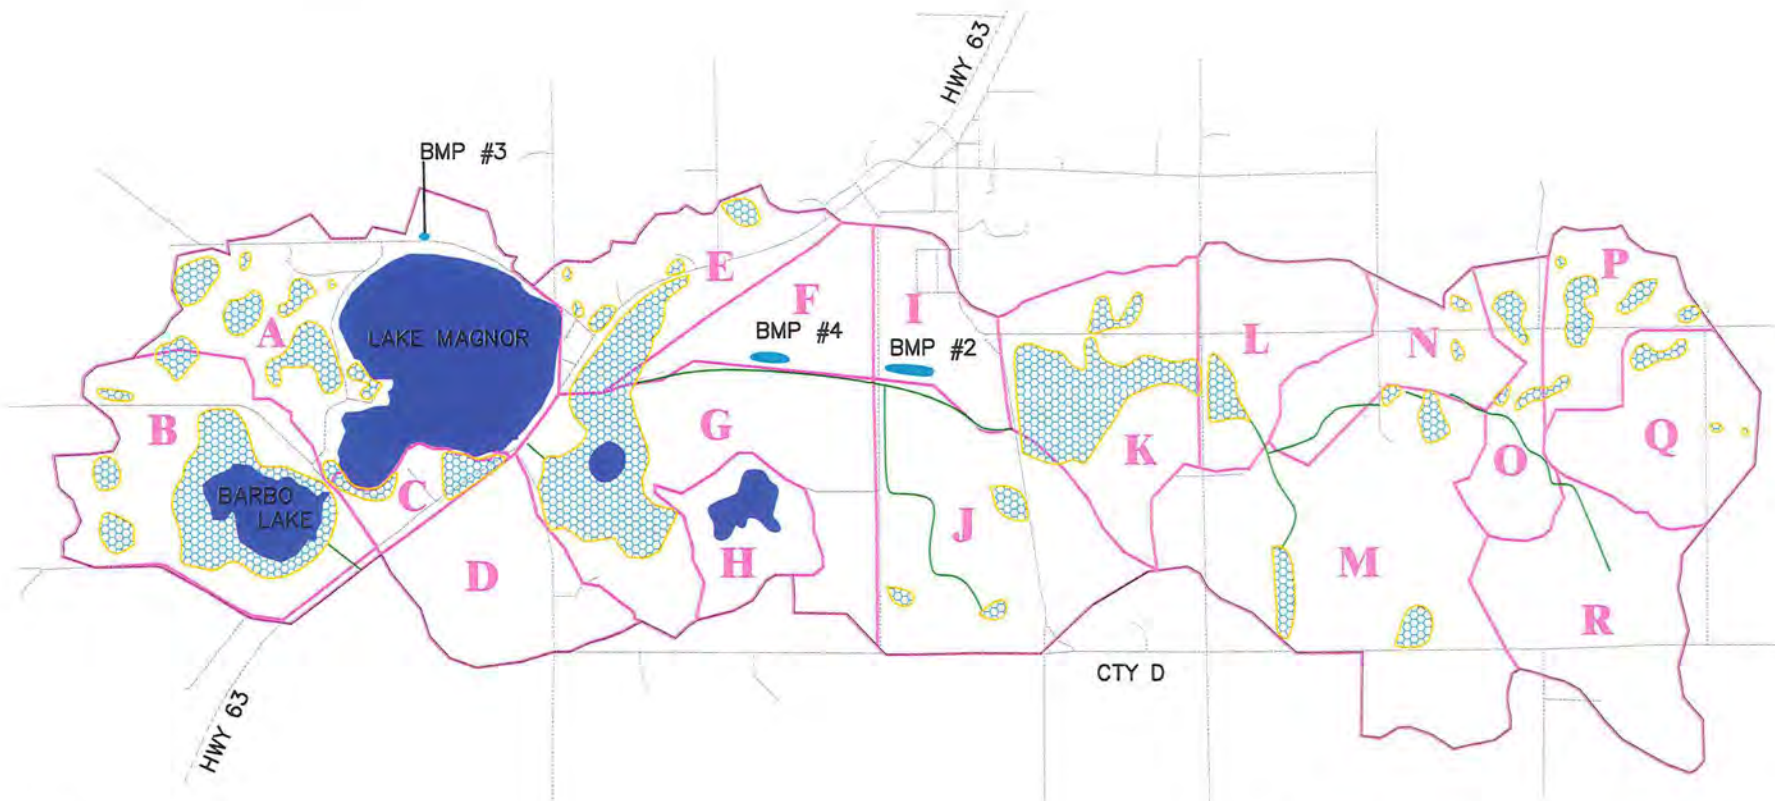 HWY 63
BMP #3
E
P
A
LAKE MAGNOR
F
I
BMP #4
BMP #2
L
N
B
G
K
Q
O
BARBO
LAKE
C
J
D
H
M
R
CTY D
HWY 63